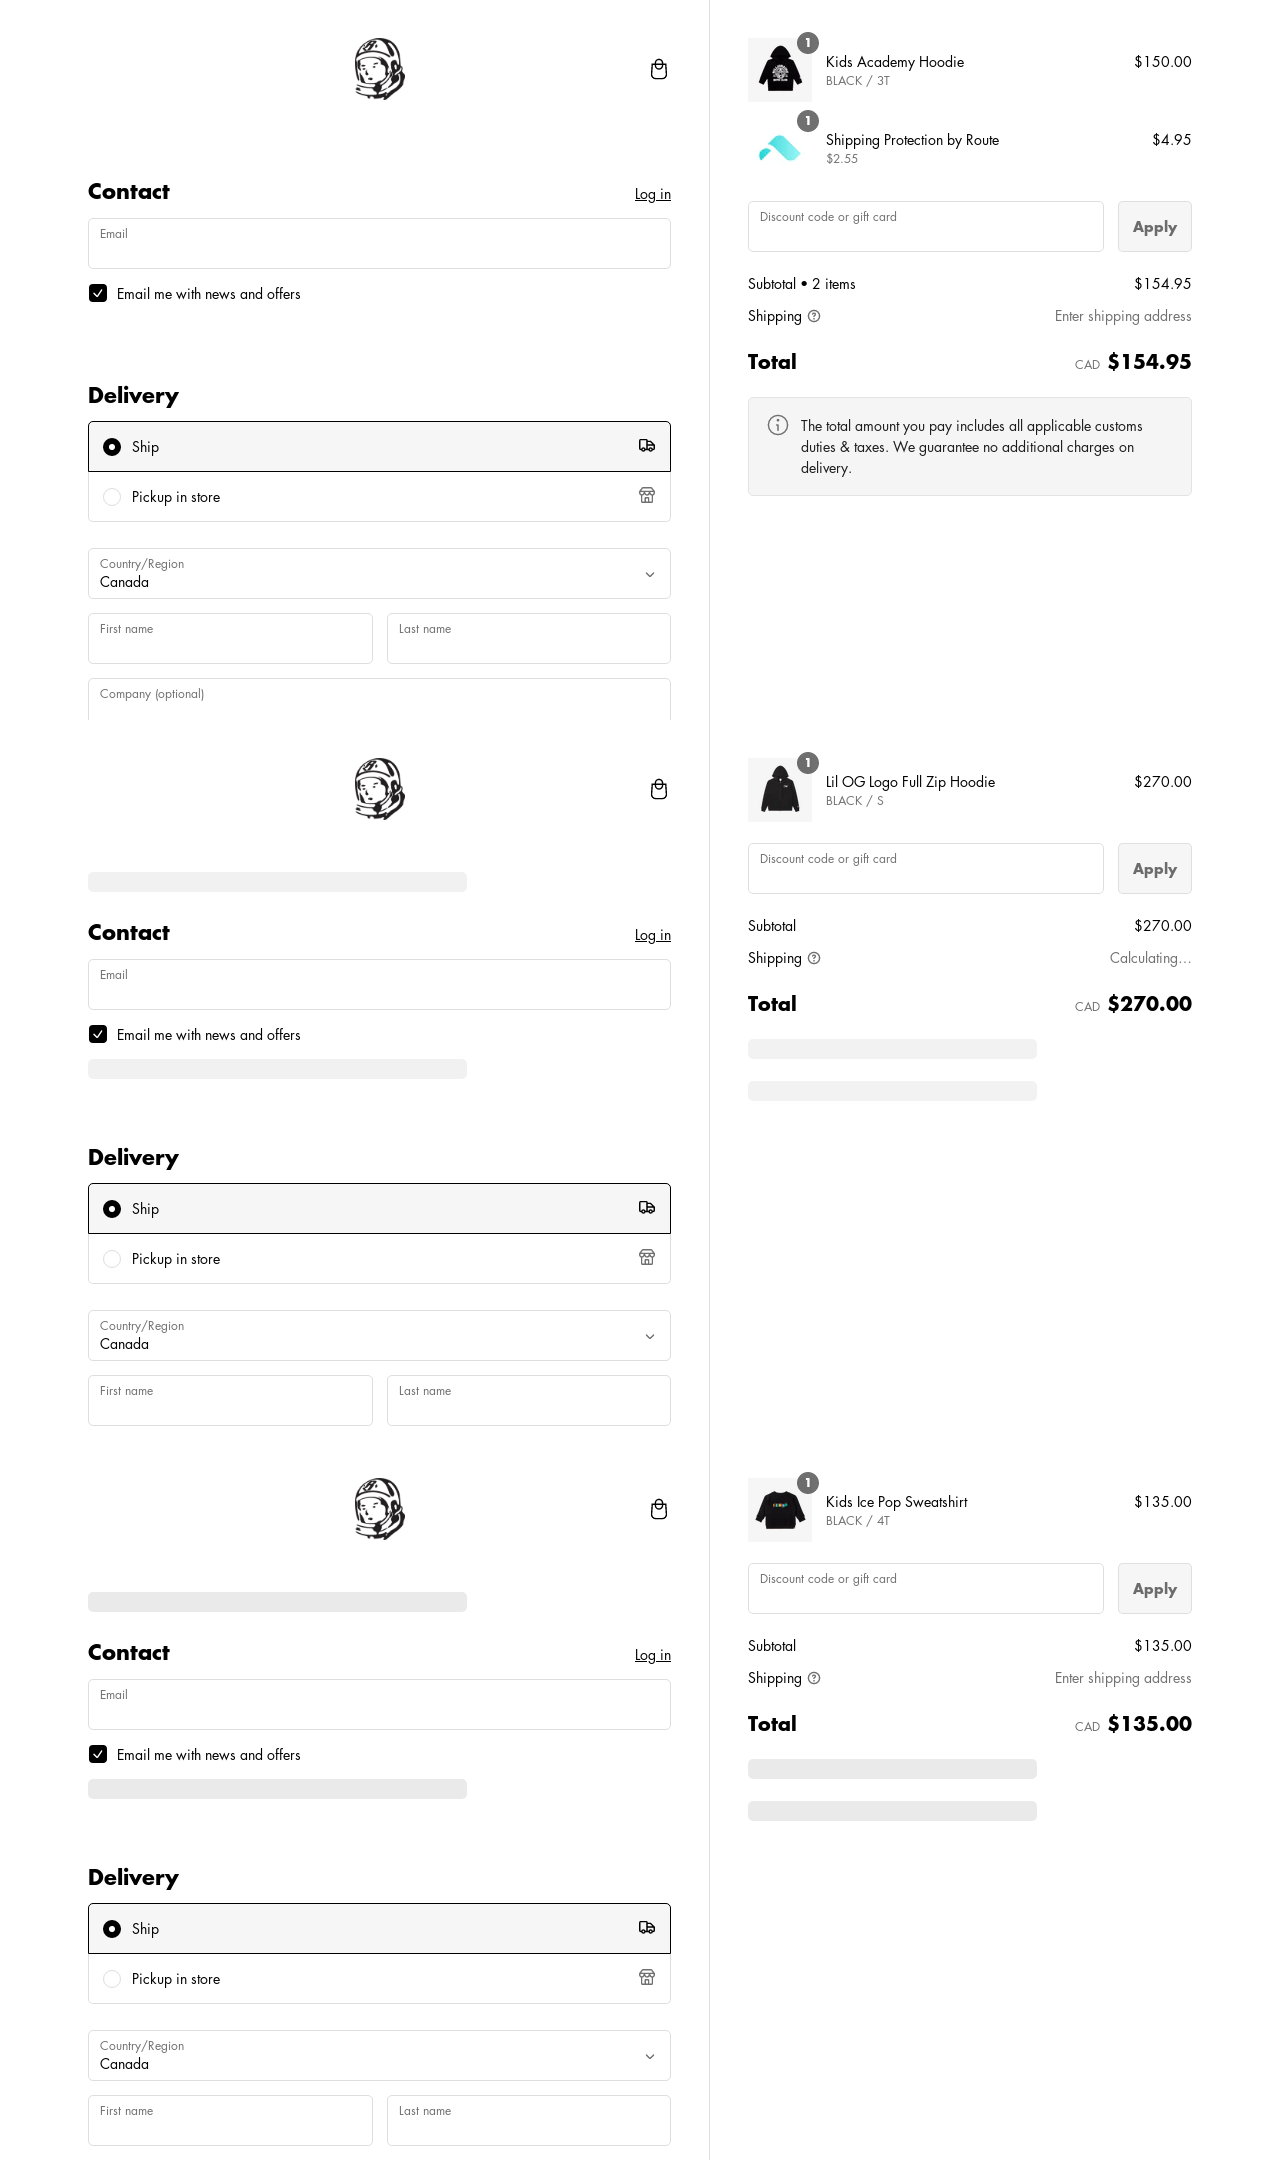 Contact
Log in
Email
Email me with news and offers
Delivery
Ship
Pickup in store
Country/Region
Canada
First name
Last name
Company (optional)
1
Kids Academy Hoodie
$150.00
BLACK / 3T
1
Shipping Protection by Route
$4.95
$2.55
Discount code or gift card
Apply
Subtotal • 2 items
$154.95
Shipping
Enter shipping address
Total
CAD $154.95
The total amount you pay includes all applicable customs
duties & taxes. We guarantee no additional charges on
delivery.
Contact
Log in
Email
Email me with news and offers
Delivery
Ship
Pickup in store
Country/Region
Canada
First name
Last name
1
Lil OG Logo Full Zip Hoodie
$270.00
BLACK / S
Discount code or gift card
Apply
Subtotal
$270.00
Shipping
Calculating...
Total
CAD $270.00
Contact
Log in
Email
Email me with news and offers
Delivery
Ship
Pickup in store
Country/Region
Canada
First name
Last name
1
Kids Ice Pop Sweatshirt
$135.00
BLACK / 4T
Discount code or gift card
Apply
Subtotal
$135.00
Shipping
Enter shipping address
Total
CAD $135.00